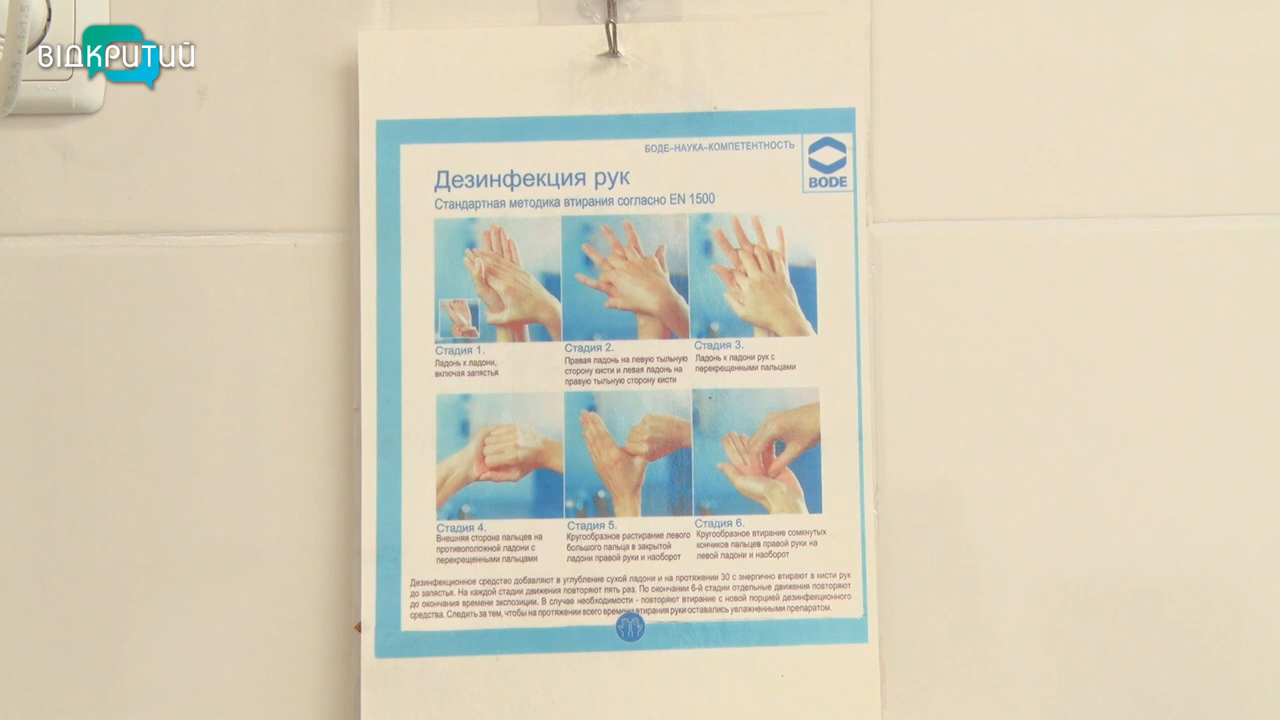 ВІДКРИТИЙ
БОДЕ–НАУКА–КОМПЕТЕНТНОСТЬ
BODE
Дезинфекция рук
Стандартная методика втирания согласно EN 1500
Стадия 1.
Ладонь к ладони,
включая запястья
Стадия 2.
Правая ладонь на левую тыльную
сторону кисти и левая ладонь на
правую тыльную сторону кисти
Стадия 3.
Ладонь к ладони рук с
перекрещенными пальцами
Стадия 4.
Внешняя сторона пальцев на
противоположной ладони с
перекрещенными пальцами
Стадия 5.
Кругообразное растирание левого
большого пальца в закрытой
ладони правой руки и наоборот
Стадия 6.
Кругообразное втирание сомкнутых
кончиков пальцев правой руки на
левой ладони и наоборот
Дезинфекционное средство добавляют в углубление сухой ладони и на протяжении 30 с энергично втирают в кисти рук
до запястья. На каждой стадии движения повторяют пять раз. По окончании 6-й стадии отдельные движения повторяют
до окончания времени экспозиции. В случае необходимости - повторяют втирание с новой порцией дезинфекционного
средства. Следить за тем, чтобы на протяжении всего времени втирания руки оставались увлажненными препаратом.